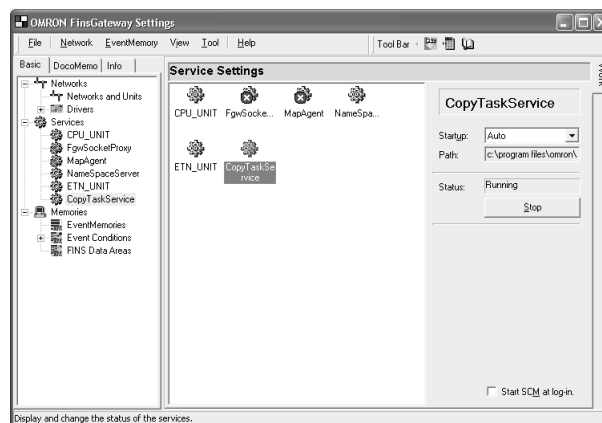 OMRON FinsGateway Settings
File Network EventMemory View Tool Help Tool Bar
Basic DocoMemo Info
Networks
Networks and Units
Drivers
Services
CPU_UNIT
FgwSocketProxy
MapAgent
NameSpaceServer
ETN_UNIT
CopyTaskService
Memories
EventMemories
Event Conditions
FINS Data Areas
Service Settings
CPU_UNIT FgwSocke... MapAgent NameSpa...
ETN_UNIT CopyTaskSe
rvice
CopyTaskService
Startup: Auto
Path: c:\program files\omron\
Status: Running
Stop
Start SCM at log-in.
Display and change the status of the services.